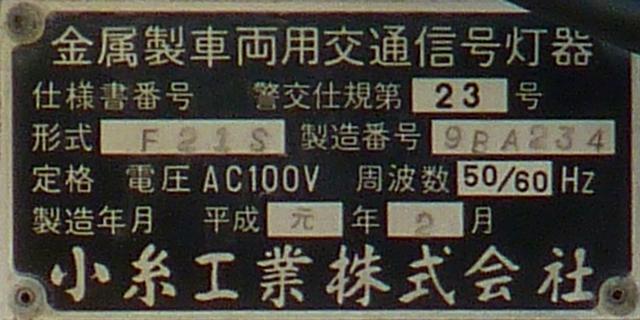 金属製車両用交通信号灯器
仕様書番号 警交仕規第 23 号
形式 F21S 製造番号 9BA234
定格 電圧 AC100V 周波数 50/60 Hz
製造年月 平成 元 年 2 月
小糸工業株式会社